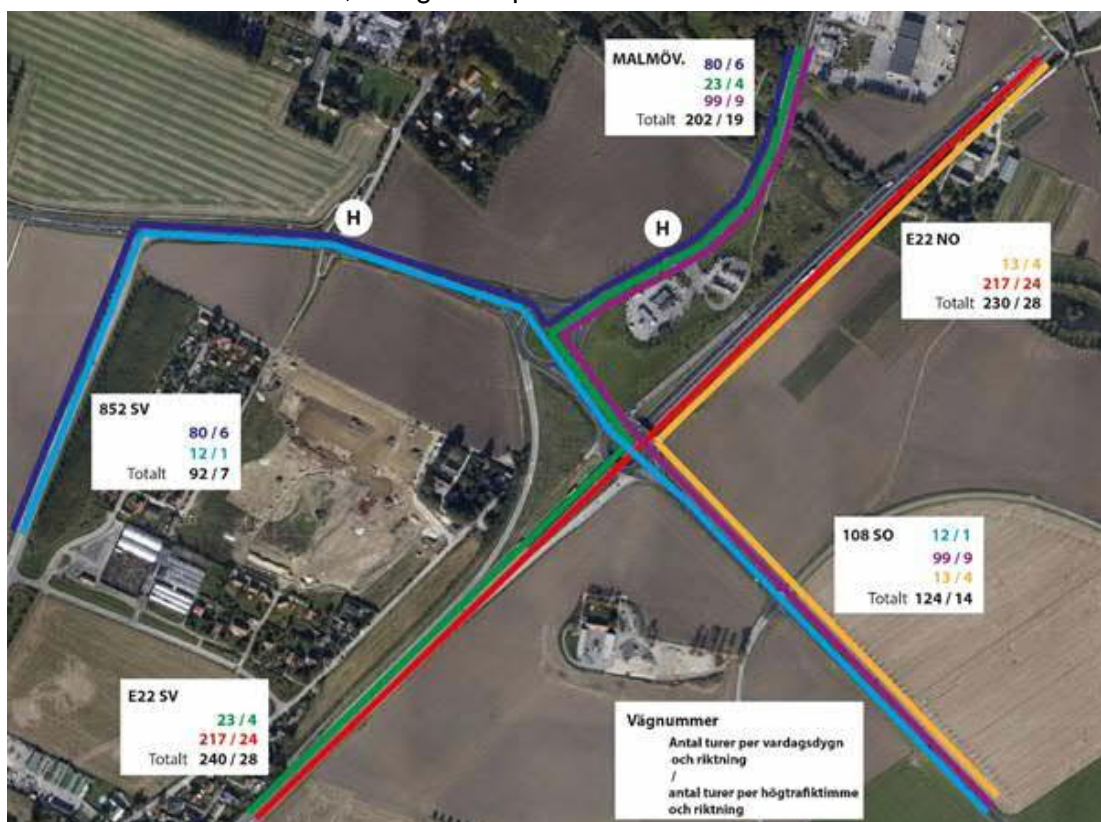 MALMÖV. 80 / 6
23 / 4
99 / 9
Totalt 202 / 19
H
H
E22 NO
13 / 4
217 / 24
Totalt 230 / 28
852 SV
80 / 6
12 / 1
Totalt 92 / 7
108 SO 12 / 1
99 / 9
13 / 4
Totalt 124 / 14
E22 SV
23 / 4
217 / 24
Totalt 240 / 28
Vägnummer
Antal turer per vardagsdygn
och riktning
/
antal turer per högtrafiktimme
och riktning